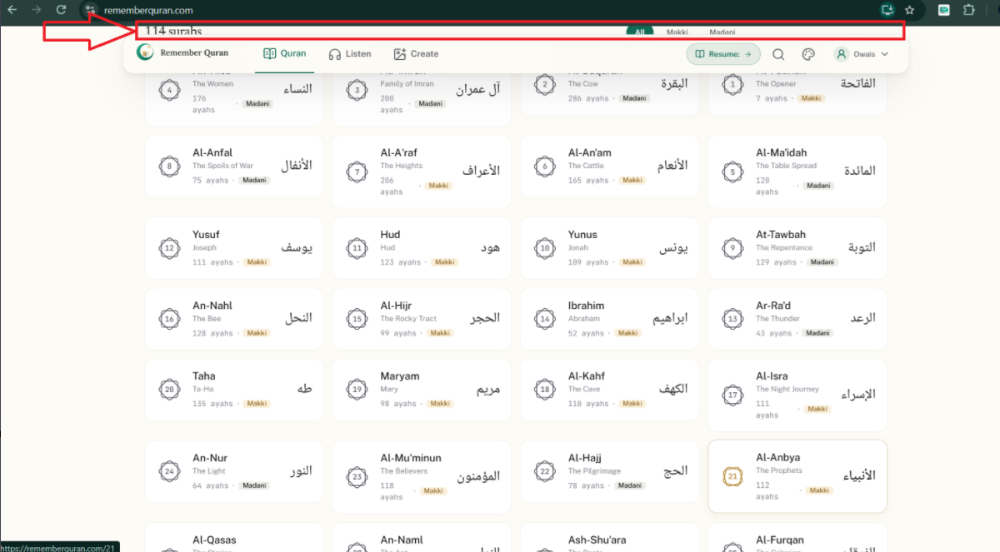 rememberquran.com
114 surahs
All Makki Madani
Remember Quran Quran Listen Create Resume: → Owais
4 The Women النساء
176 ayahs · Madani
3 Family of Imran آل عمران
200 ayahs · Madani
2 The Cow البقرة
286 ayahs · Madani
1 The Opener الفاتحة
7 ayahs · Makki
8 Al-Anfal الأنفال
The Spoils of War
75 ayahs · Madani
7 Al-A'raf الأعراف
The Heights
206 ayahs · Makki
6 Al-An'am الأنعام
The Cattle
165 ayahs · Makki
5 Al-Ma'idah المائدة
The Table Spread
120 ayahs · Madani
12 Yusuf يوسف
Joseph
111 ayahs · Makki
11 Hud هود
Hud
123 ayahs · Makki
10 Yunus يونس
Jonah
109 ayahs · Makki
9 At-Tawbah التوبة
The Repentance
129 ayahs · Madani
16 An-Nahl النحل
The Bee
128 ayahs · Makki
15 Al-Hijr الحجر
The Rocky Tract
99 ayahs · Makki
14 Ibrahim ابراهيم
Abraham
52 ayahs · Makki
13 Ar-Ra'd الرعد
The Thunder
43 ayahs · Madani
20 Taha طه
Ta-Ha
135 ayahs · Makki
19 Maryam مريم
Mary
98 ayahs · Makki
18 Al-Kahf الكهف
The Cave
110 ayahs · Makki
17 Al-Isra الإسراء
The Night Journey
111 ayahs · Makki
24 An-Nur النور
The Light
64 ayahs · Madani
23 Al-Mu'minun المؤمنون
The Believers
118 ayahs · Makki
22 Al-Hajj الحج
The Pilgrimage
78 ayahs · Madani
21 Al-Anbya الأنبياء
The Prophets
112 ayahs · Makki
Al-Qasas
An-Naml
Ash-Shu'ara
Al-Furqan
https://rememberquran.com/21